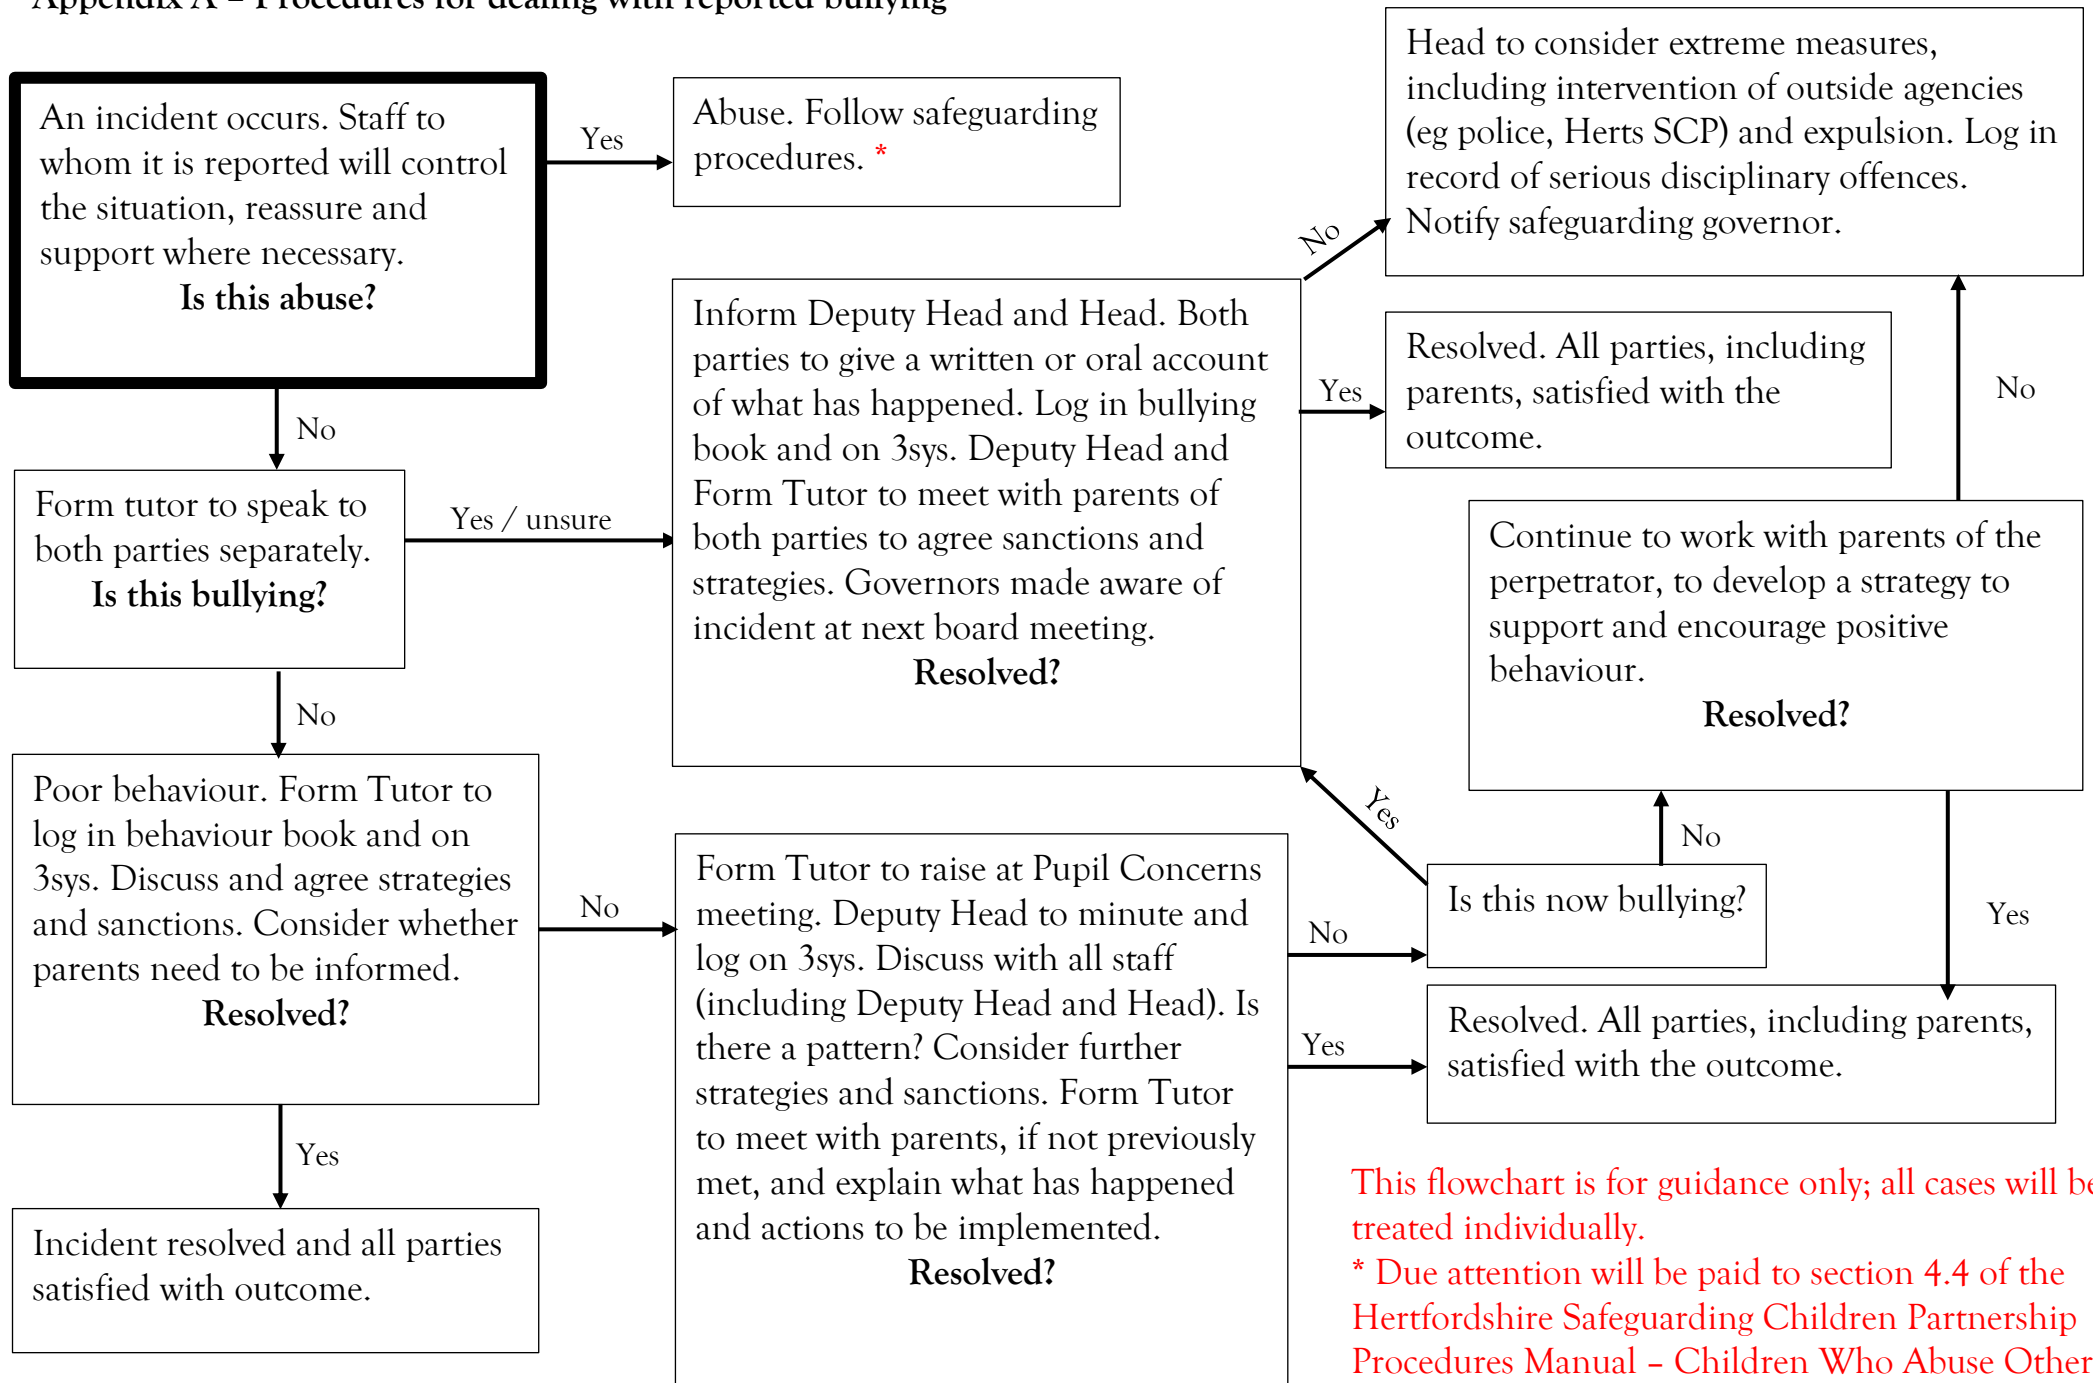 Appendix A – Procedures for dealing with reported bullying
An incident occurs. Staff to
whom it is reported will control
the situation, reassure and
support where necessary.
Is this abuse?
Yes
Abuse. Follow safeguarding
procedures. *
No
Form tutor to speak to
both parties separately.
Is this bullying?
Yes / unsure
Inform Deputy Head and Head. Both
parties to give a written or oral account
of what has happened. Log in bullying
book and on 3sys. Deputy Head and
Form Tutor to meet with parents of
both parties to agree sanctions and
strategies. Governors made aware of
incident at next board meeting.
Resolved?
No
Head to consider extreme measures,
including intervention of outside agencies
(eg police, Herts SCP) and expulsion. Log in
record of serious disciplinary offences.
Notify safeguarding governor.
Yes
Resolved. All parties, including
parents, satisfied with the
outcome.
No
Continue to work with parents of the
perpetrator, to develop a strategy to
support and encourage positive
behaviour.
Resolved?
No
Poor behaviour. Form Tutor to
log in behaviour book and on
3sys. Discuss and agree strategies
and sanctions. Consider whether
parents need to be informed.
Resolved?
No
Form Tutor to raise at Pupil Concerns
meeting. Deputy Head to minute and
log on 3sys. Discuss with all staff
(including Deputy Head and Head). Is
there a pattern? Consider further
strategies and sanctions. Form Tutor
to meet with parents, if not previously
met, and explain what has happened
and actions to be implemented.
Resolved?
Yes
No
Is this now bullying?
No
Yes
Yes
Resolved. All parties, including parents,
satisfied with the outcome.
Yes
Incident resolved and all parties
satisfied with outcome.
This flowchart is for guidance only; all cases will be
treated individually.
* Due attention will be paid to section 4.4 of the
Hertfordshire Safeguarding Children Partnership
Procedures Manual – Children Who Abuse Other